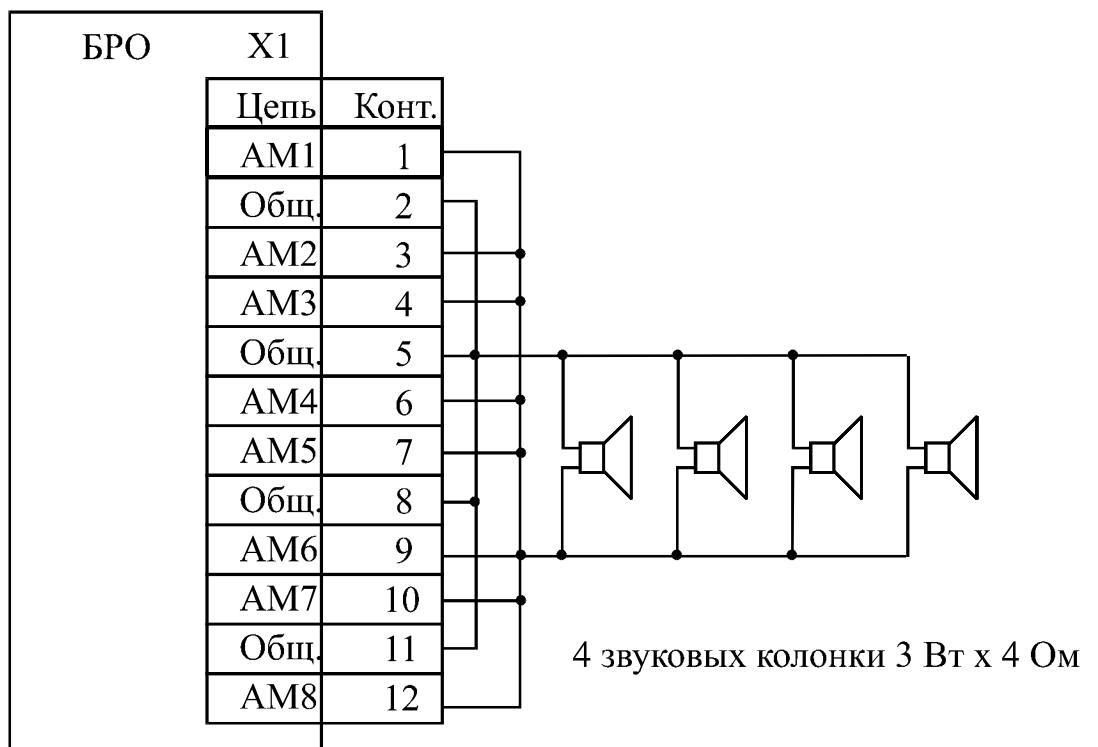 БРО X1
Цепь Конт.
АМ1 1
Общ. 2
АМ2 3
АМ3 4
Общ. 5
АМ4 6
АМ5 7
Общ. 8
АМ6 9
АМ7 10
Общ. 11
АМ8 12
4 звуковых колонки 3 Вт х 4 Ом